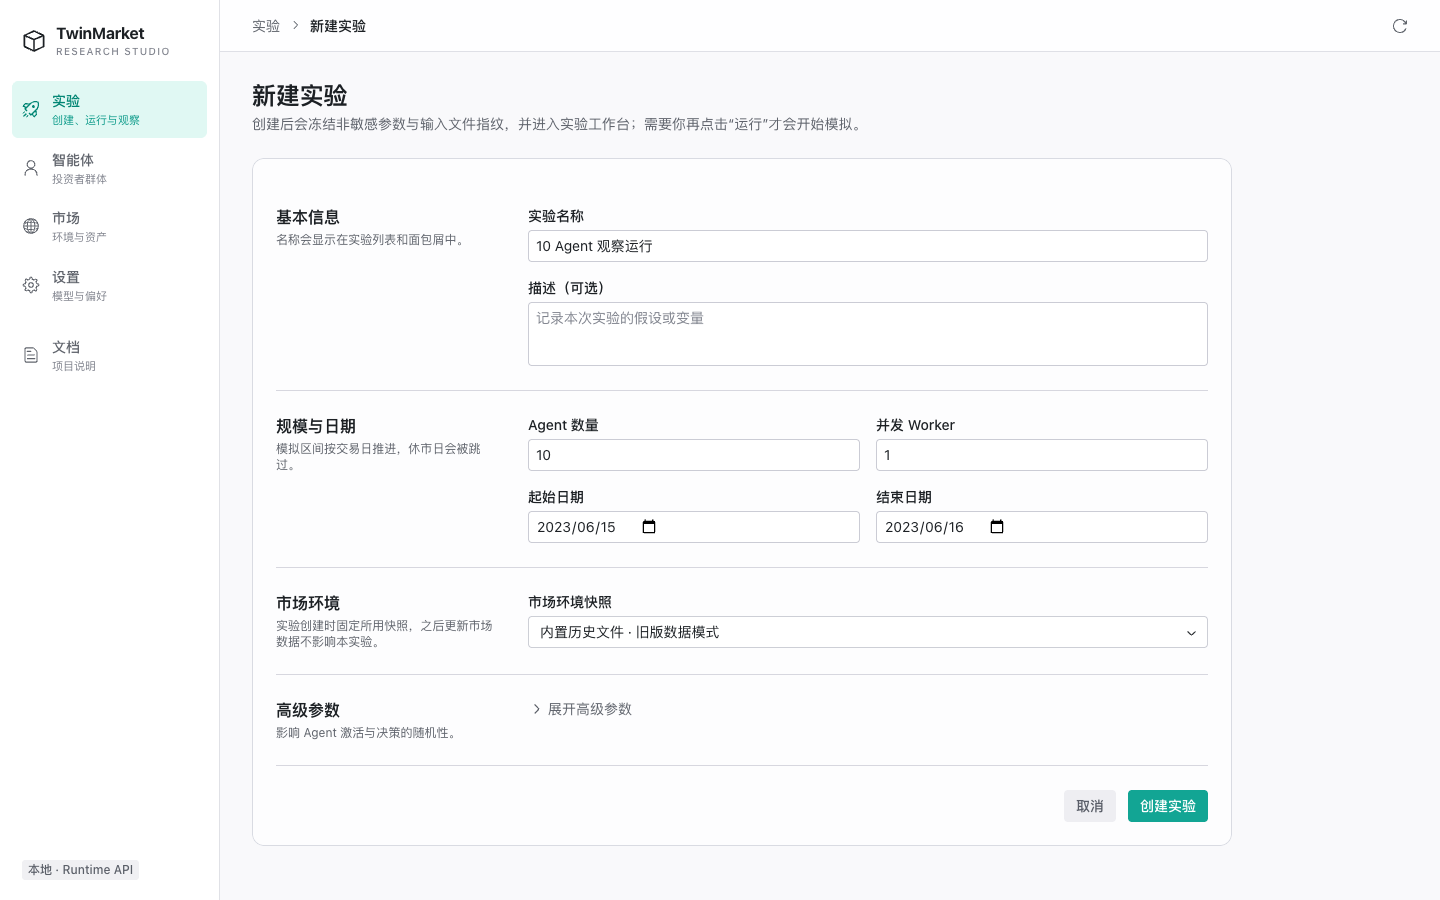 TwinMarket
RESEARCH STUDIO
实验
创建、运行与观察
智能体
投资者群体
市场
环境与资产
设置
模型与偏好
文档
项目说明
本地 · Runtime API
实验 > 新建实验
新建实验
创建后会冻结非敏感参数与输入文件指纹，并进入实验工作台；需要你再点击“运行”才会开始模拟。
基本信息
名称会显示在实验列表和面包屑中。
实验名称
10 Agent 观察运行
描述（可选）
记录本次实验的假设或变量
规模与日期
模拟区间按交易日推进，休市日会被跳
过。
Agent 数量
10
并发 Worker
1
起始日期
2023/06/15
结束日期
2023/06/16
市场环境
实验创建时固定所用快照，之后更新市场
数据不影响本实验。
市场环境快照
内置历史文件 · 旧版数据模式
高级参数
影响 Agent 激活与决策的随机性。
展开高级参数
取消
创建实验